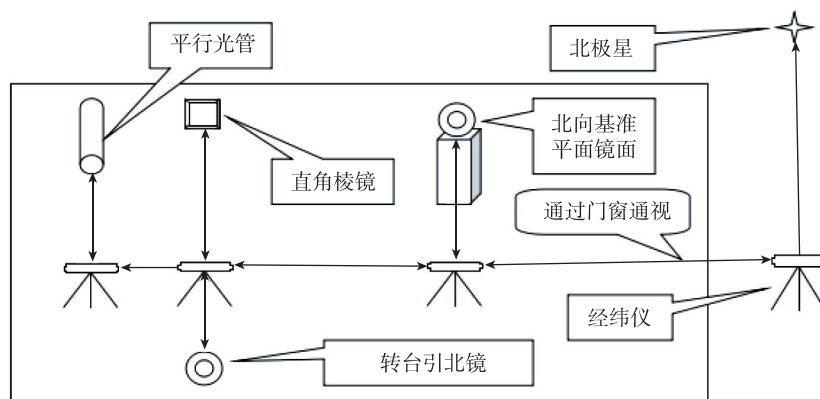 平行光管
北极星
北向基准
平面镜面
直角棱镜
通过门窗通视
经纬仪
转台引北镜